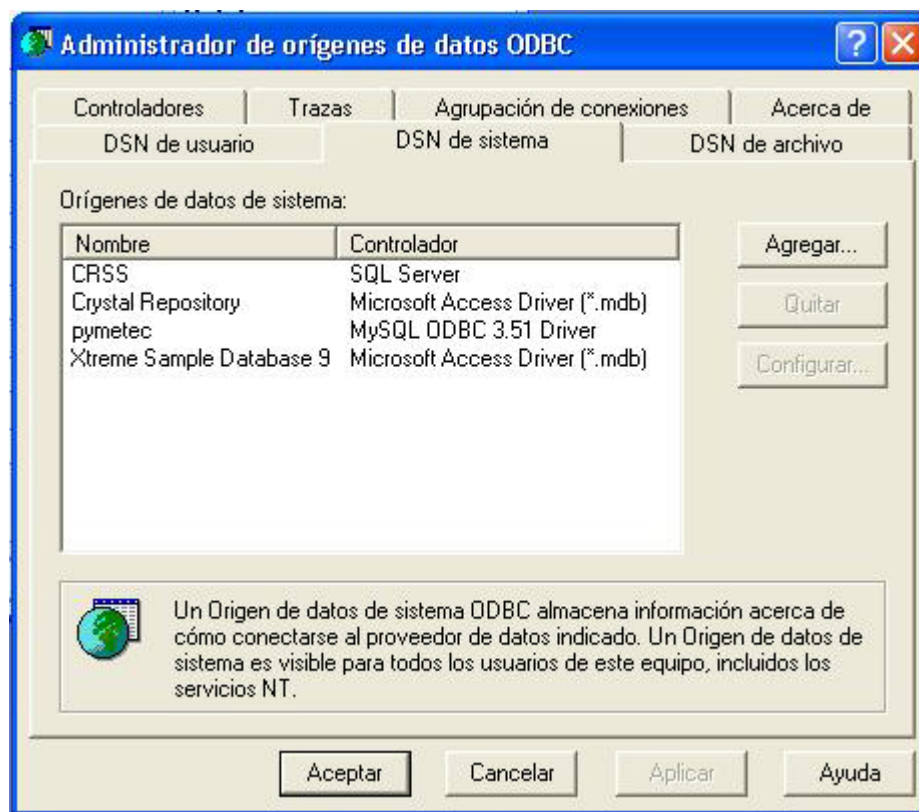 Administrador de orígenes de datos ODBC
Controladores Trazas Agrupación de conexiones Acerca de
DSN de usuario DSN de sistema DSN de archivo
Orígenes de datos de sistema:
Nombre Controlador
CRSS SQL Server
Crystal Repository Microsoft Access Driver (*.mdb)
pymetec MySQL ODBC 3.51 Driver
Xtreme Sample Database 9 Microsoft Access Driver (*.mdb)
Agregar...
Quitar
Configurar...
Un Origen de datos de sistema ODBC almacena información acerca de
cómo conectarse al proveedor de datos indicado. Un Origen de datos de
sistema es visible para todos los usuarios de este equipo, incluidos los
servicios NT.
Aceptar Cancelar Aplicar Ayuda